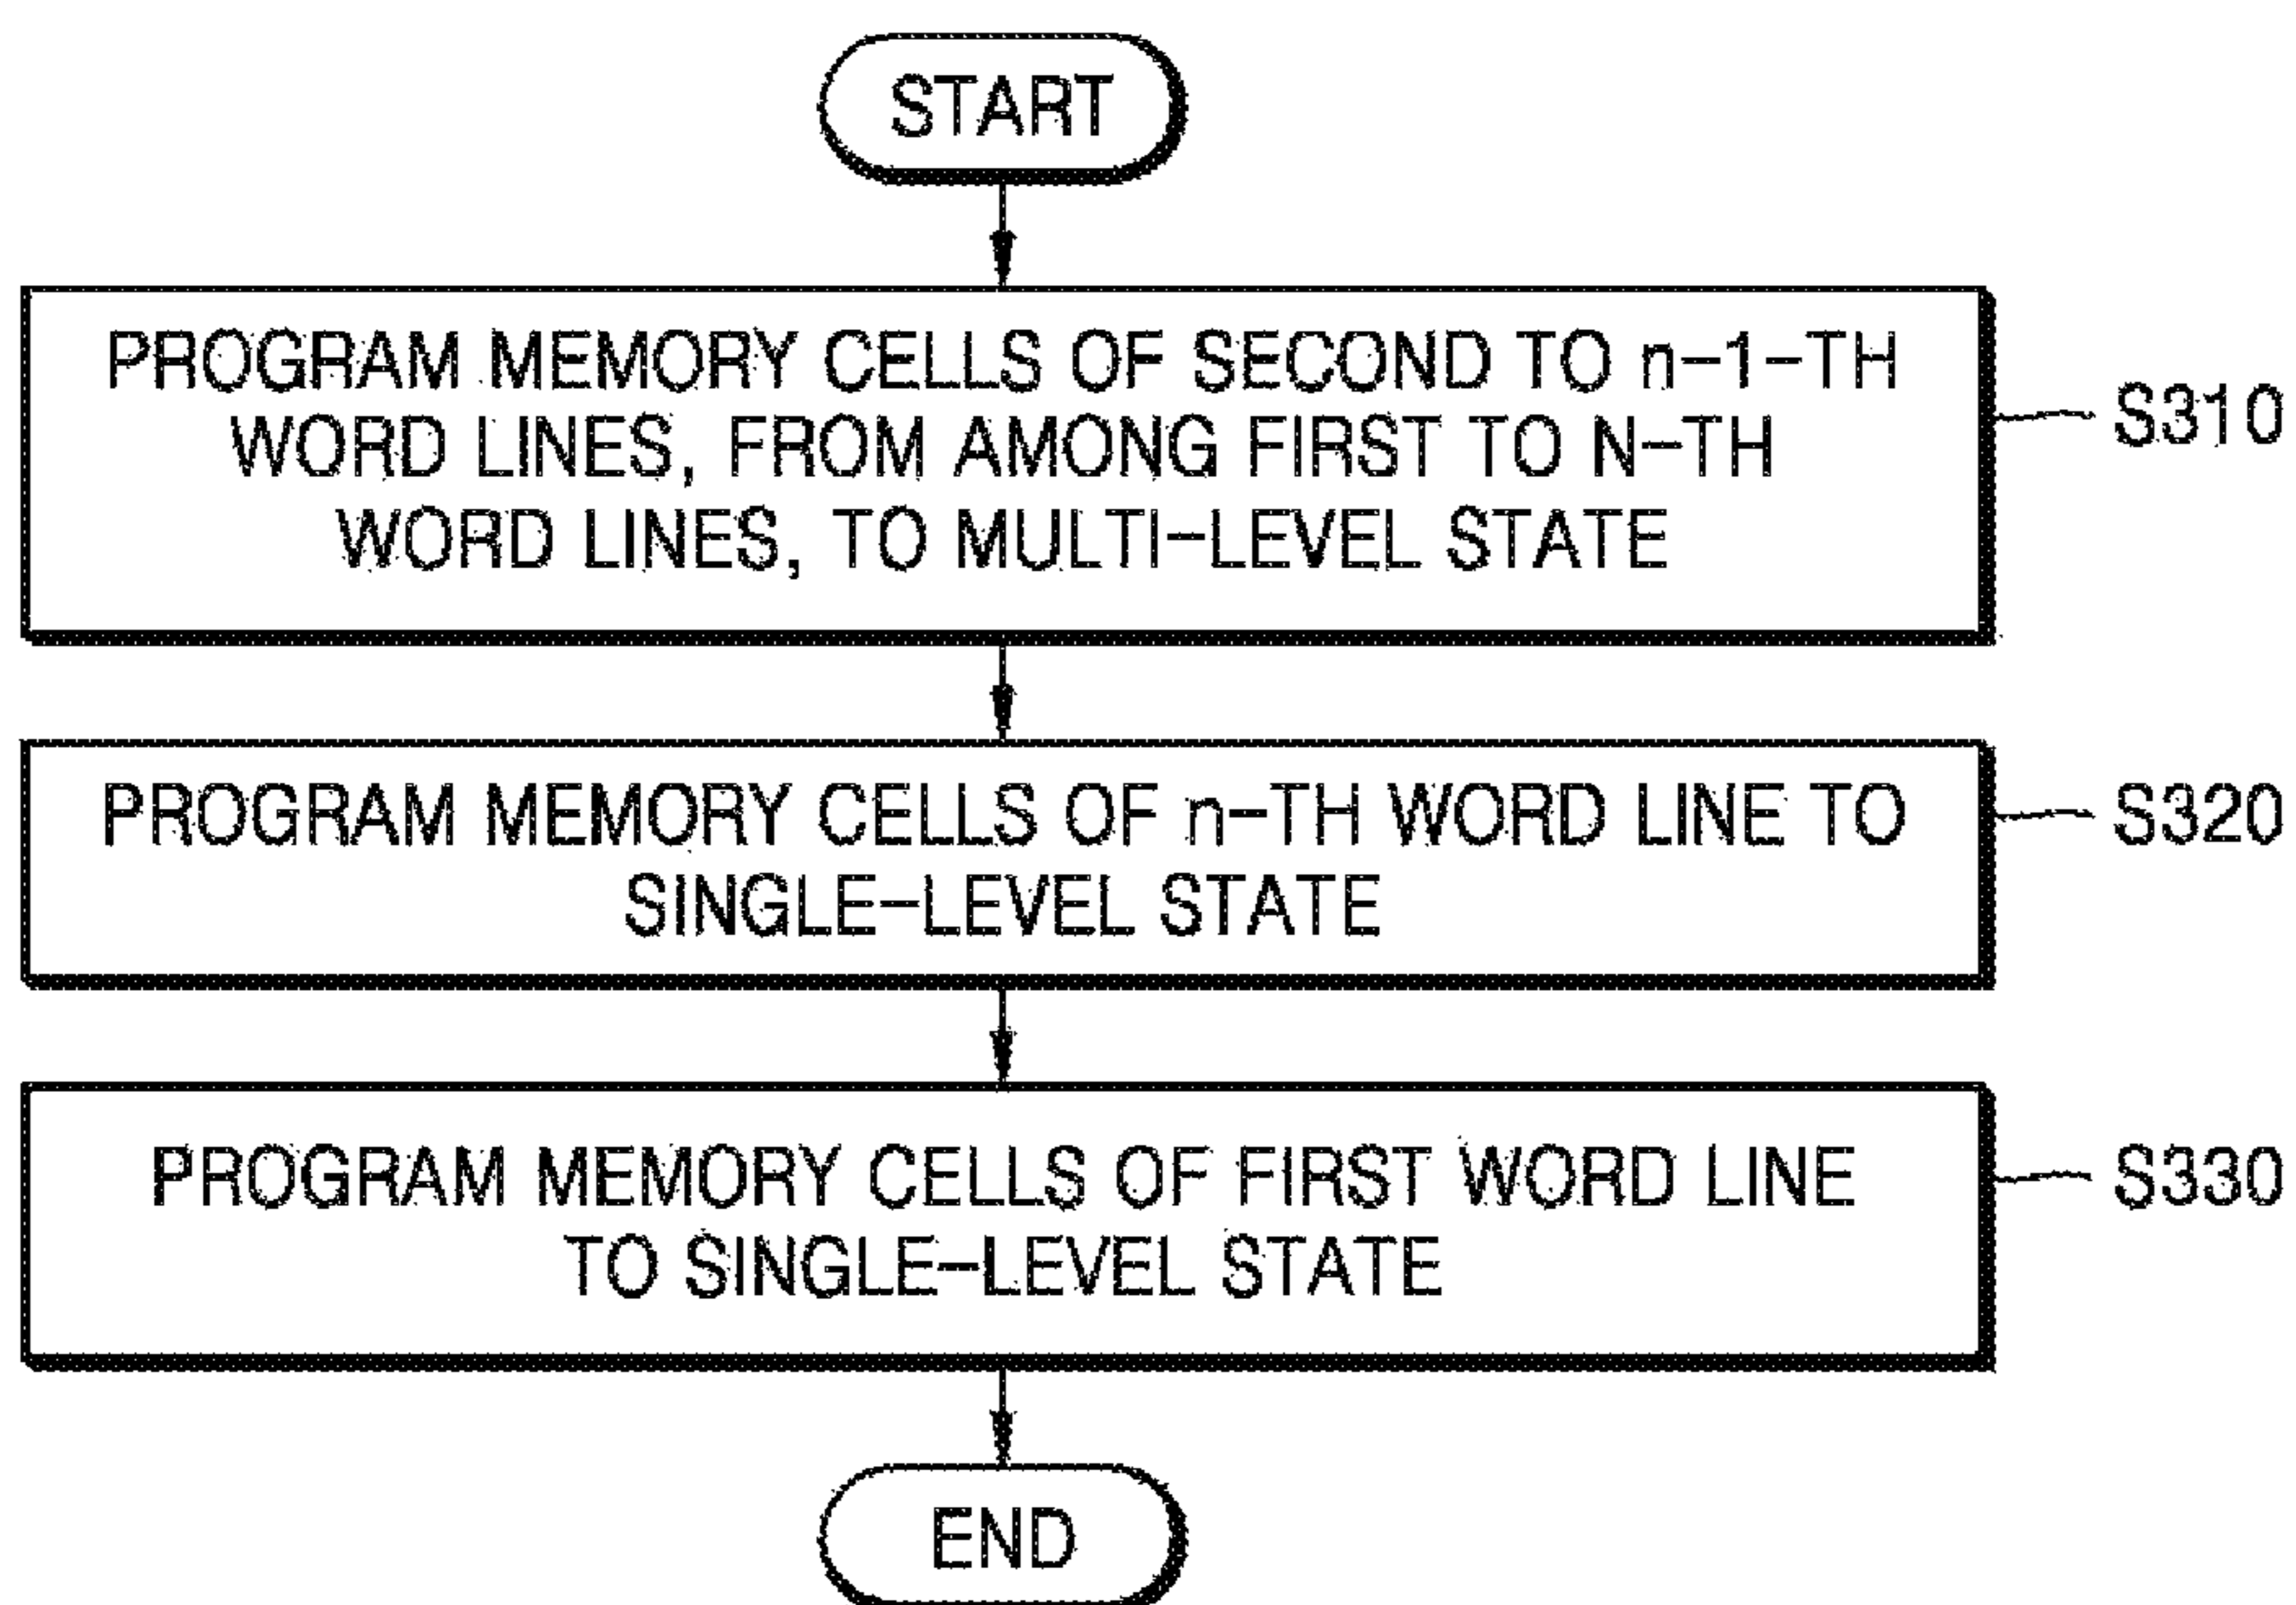 START
PROGRAM MEMORY CELLS OF SECOND TO n-1-TH
WORD LINES, FROM AMONG FIRST TO N-TH
WORD LINES, TO MULTI-LEVEL STATE
S310
PROGRAM MEMORY CELLS OF n-TH WORD LINE TO
SINGLE-LEVEL STATE
S320
PROGRAM MEMORY CELLS OF FIRST WORD LINE
TO SINGLE-LEVEL STATE
S330
END